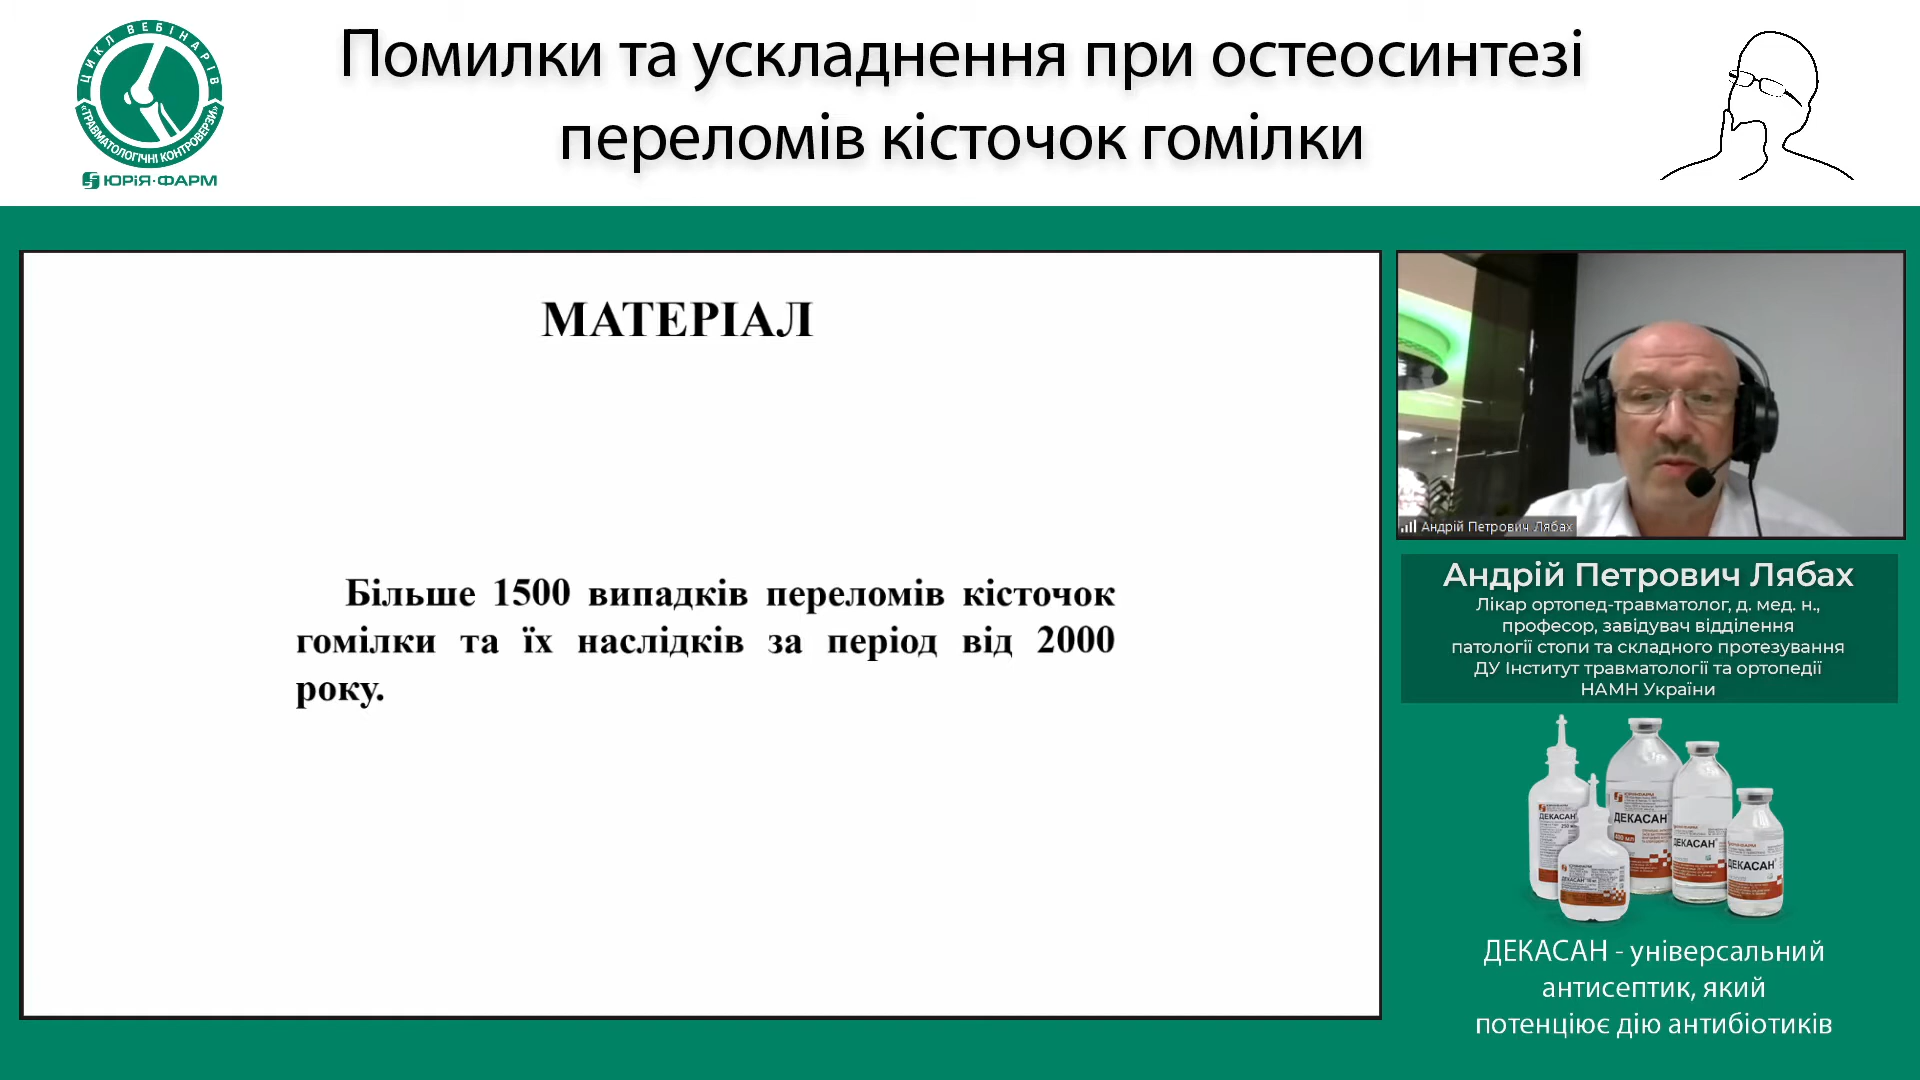 ЦИКЛ ВЕБІНАРІВ
«ТРАВМАТОЛОГІЧНІ КОНТРОВЕРЗИ»
ЮРіЯ·ФАРМ
Помилки та ускладнення при остеосинтезі
переломів кісточок гомілки
МАТЕРІАЛ
Більше 1500 випадків переломів кісточок
гомілки та їх наслідків за період від 2000
року.
Андрій Петрович Лябах
Андрій Петрович Лябах
Лікар ортопед-травматолог, д. мед. н.,
професор, завідувач відділення
патології стопи та складного протезування
ДУ Інститут травматології та ортопедії
НАМН України
ДЕКАСАН
ДЕКАСАН
ДЕКАСАН
ДЕКАСАН
ДЕКАСАН
ДЕКАСАН - універсальний
антисептик, який
потенціює дію антибіотиків